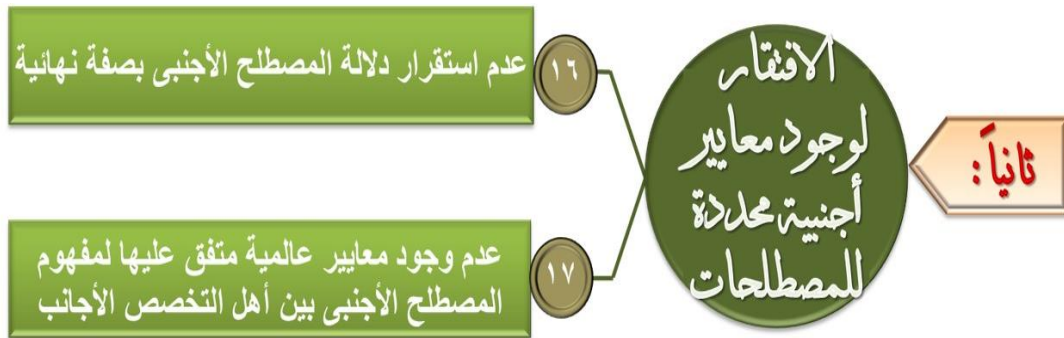 ثانياً :
الافتقار
لوجود معايير
أجنبية محددة
للمصطلحات
١٦
عدم استقرار دلالة المصطلح الأجنبى بصفة نهائية
١٧
عدم وجود معايير عالمية متفق عليها لمفهوم
المصطلح الأجنبى بين أهل التخصص الأجانب